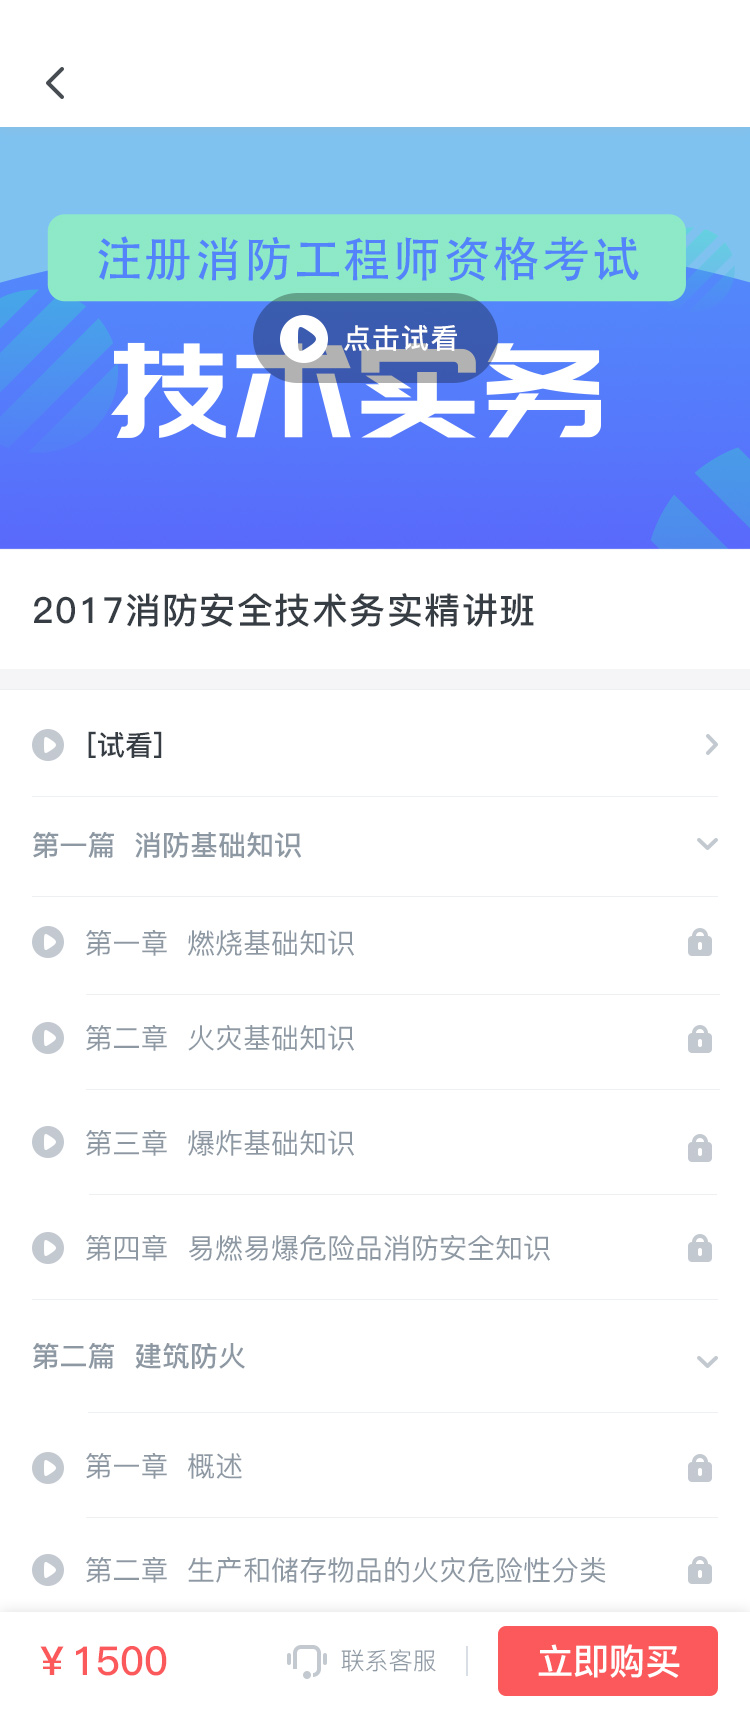 注册消防工程师资格考试
点击试看
技术实务
2017消防安全技术务实精讲班
[试看]
第一篇 消防基础知识
第一章 燃烧基础知识
第二章 火灾基础知识
第三章 爆炸基础知识
第四章 易燃易爆危险品消防安全知识
第二篇 建筑防火
第一章 概述
第二章 生产和储存物品的火灾危险性分类
¥1500 联系客服 立即购买